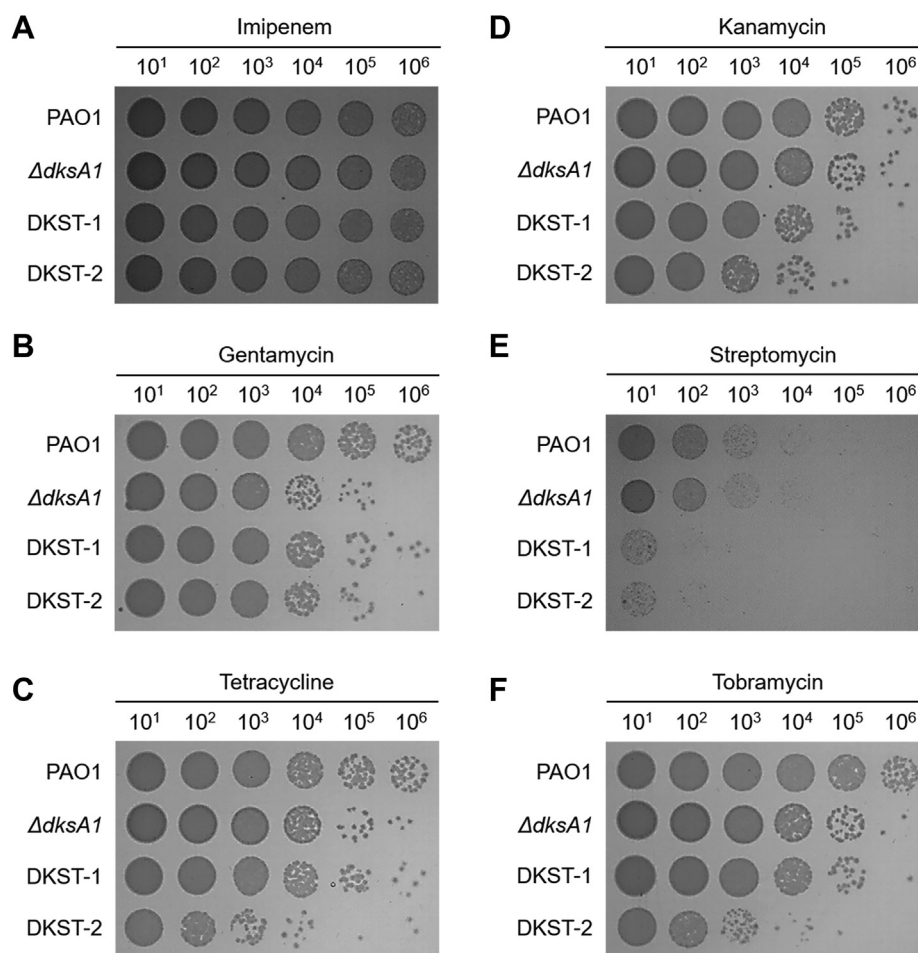 A
Imipenem
10¹ 10² 10³ 10⁴ 10⁵ 10⁶
PAO1
ΔdksA1
DKST-1
DKST-2
B
Gentamycin
10¹ 10² 10³ 10⁴ 10⁵ 10⁶
PAO1
ΔdksA1
DKST-1
DKST-2
C
Tetracycline
10¹ 10² 10³ 10⁴ 10⁵ 10⁶
PAO1
ΔdksA1
DKST-1
DKST-2
D
Kanamycin
10¹ 10² 10³ 10⁴ 10⁵ 10⁶
PAO1
ΔdksA1
DKST-1
DKST-2
E
Streptomycin
10¹ 10² 10³ 10⁴ 10⁵ 10⁶
PAO1
ΔdksA1
DKST-1
DKST-2
F
Tobramycin
10¹ 10² 10³ 10⁴ 10⁵ 10⁶
PAO1
ΔdksA1
DKST-1
DKST-2